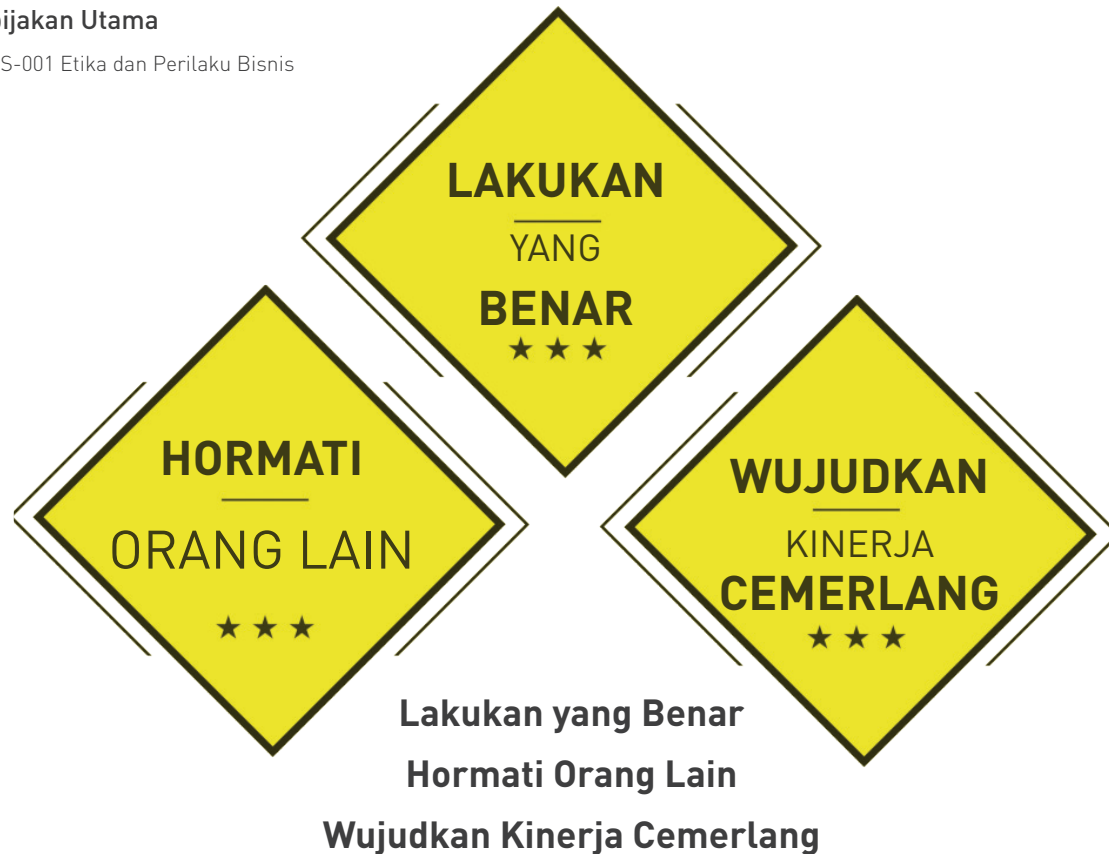 bijakan Utama
S-001 Etika dan Perilaku Bisnis
LAKUKAN
YANG
BENAR
HORMATI
ORANG LAIN
WUJUDKAN
KINERJA
CEMERLANG
Lakukan yang Benar
Hormati Orang Lain
Wujudkan Kinerja Cemerlang